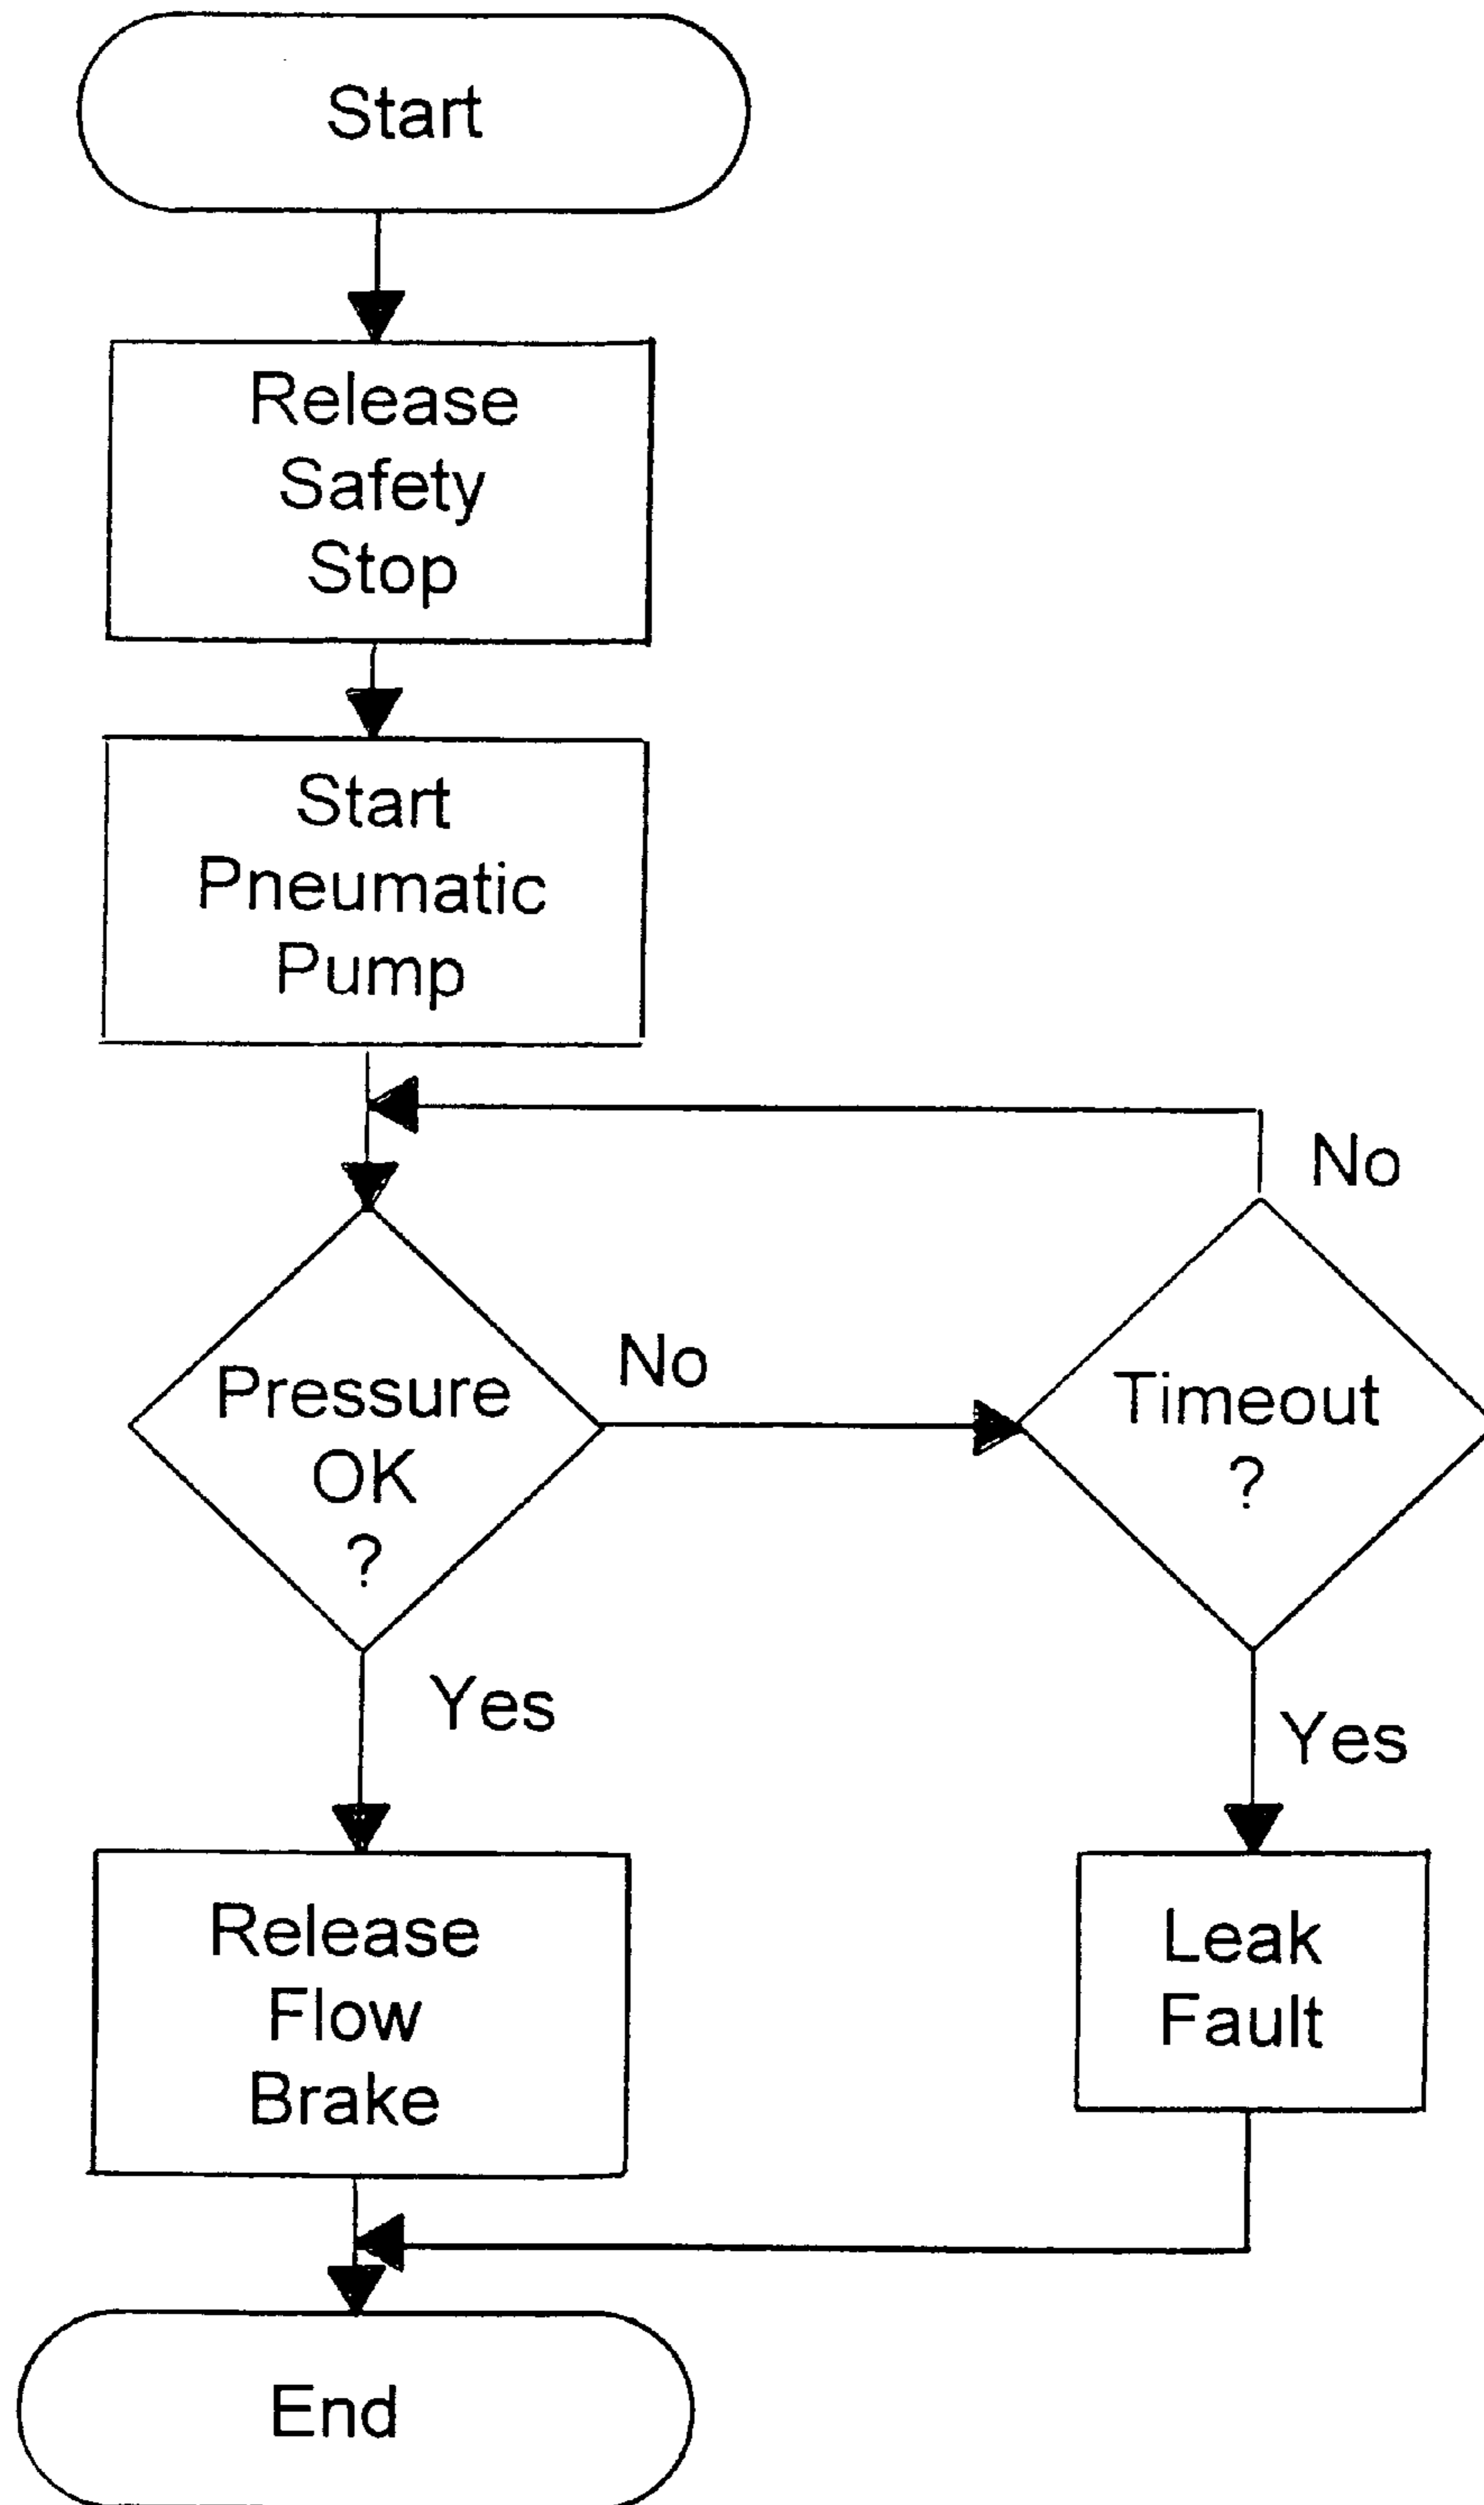 Start
Release
Safety
Stop
Start
Pneumatic
Pump
No
Pressure
OK
?
No
Timeout
?
Yes
Yes
Release
Flow
Brake
Leak
Fault
End